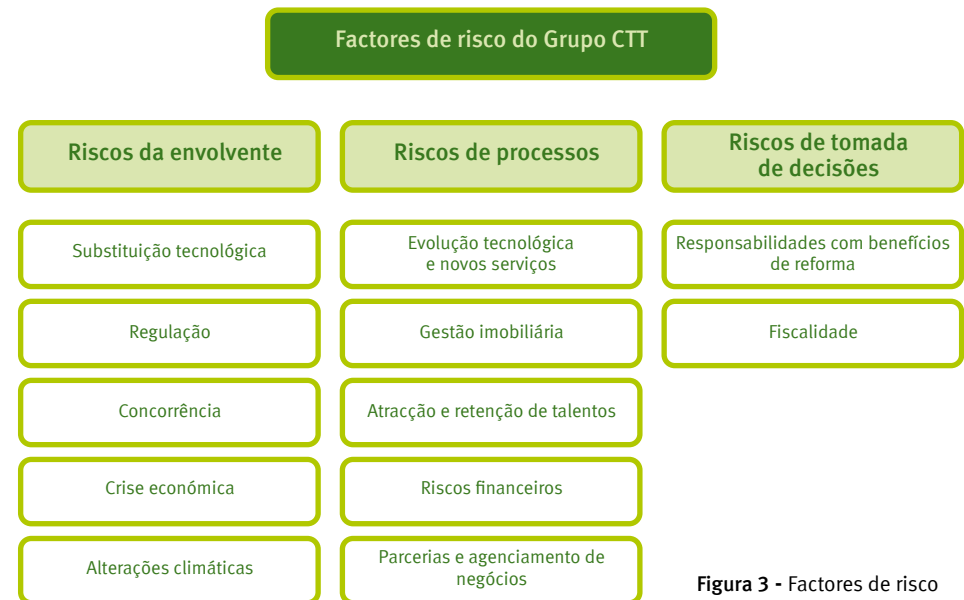 Factores de risco do Grupo CTT
Riscos da envolvente
Substituição tecnológica
Regulação
Concorrência
Crise económica
Alterações climáticas
Riscos de processos
Evolução tecnológica
e novos serviços
Gestão imobiliária
Atracção e retenção de talentos
Riscos financeiros
Parcerias e agenciamento de
negócios
Riscos de tomada
de decisões
Responsabilidades com benefícios
de reforma
Fiscalidade
Figura 3 - Factores de risco